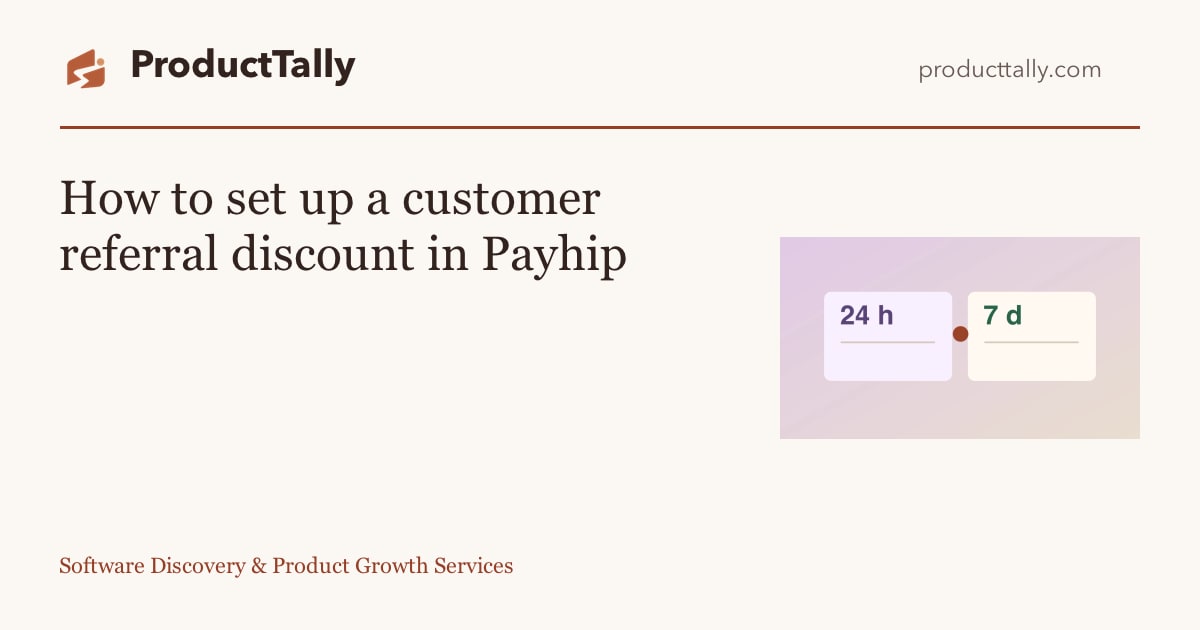 ProductTally
producttally.com
How to set up a customer
referral discount in Payhip
24 h
7 d
Software Discovery & Product Growth Services